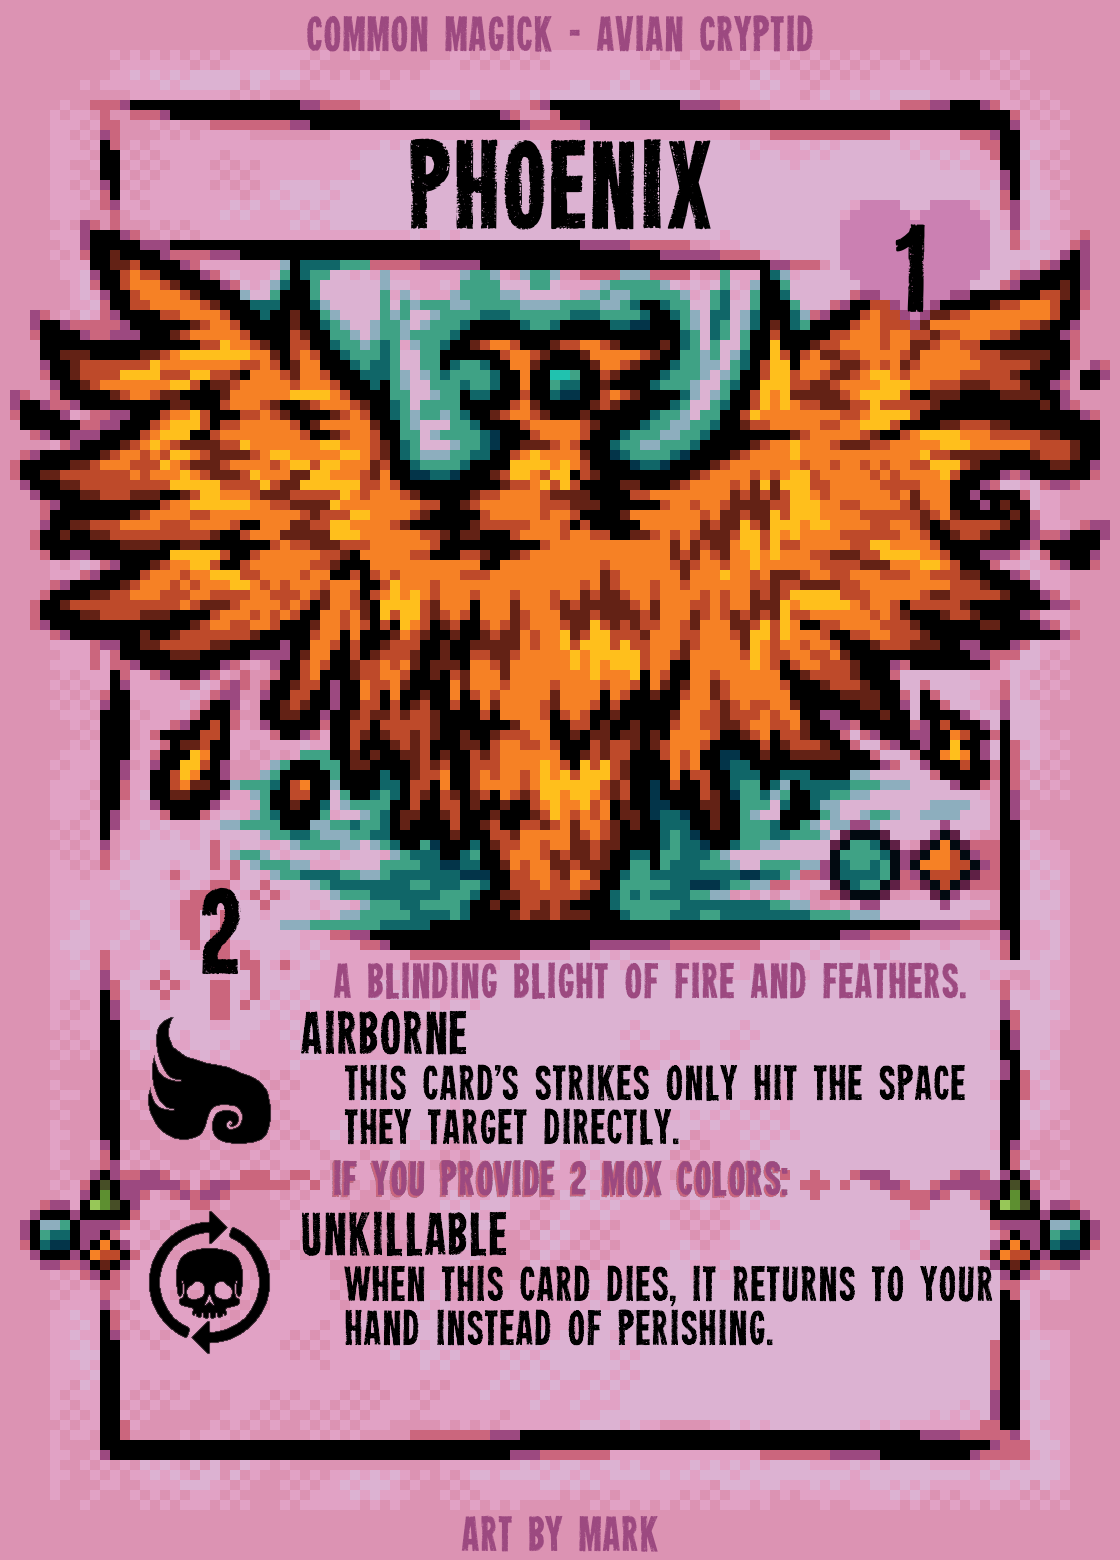 COMMON MAGICK - AVIAN CRYPTID
PHOENIX
1
2
A BLINDING BLIGHT OF FIRE AND FEATHERS.
AIRBORNE
THIS CARD'S STRIKES ONLY HIT THE SPACE
THEY TARGET DIRECTLY.
IF YOU PROVIDE 2 MOX COLORS:
UNKILLABLE
WHEN THIS CARD DIES, IT RETURNS TO YOUR
HAND INSTEAD OF PERISHING.
ART BY MARK